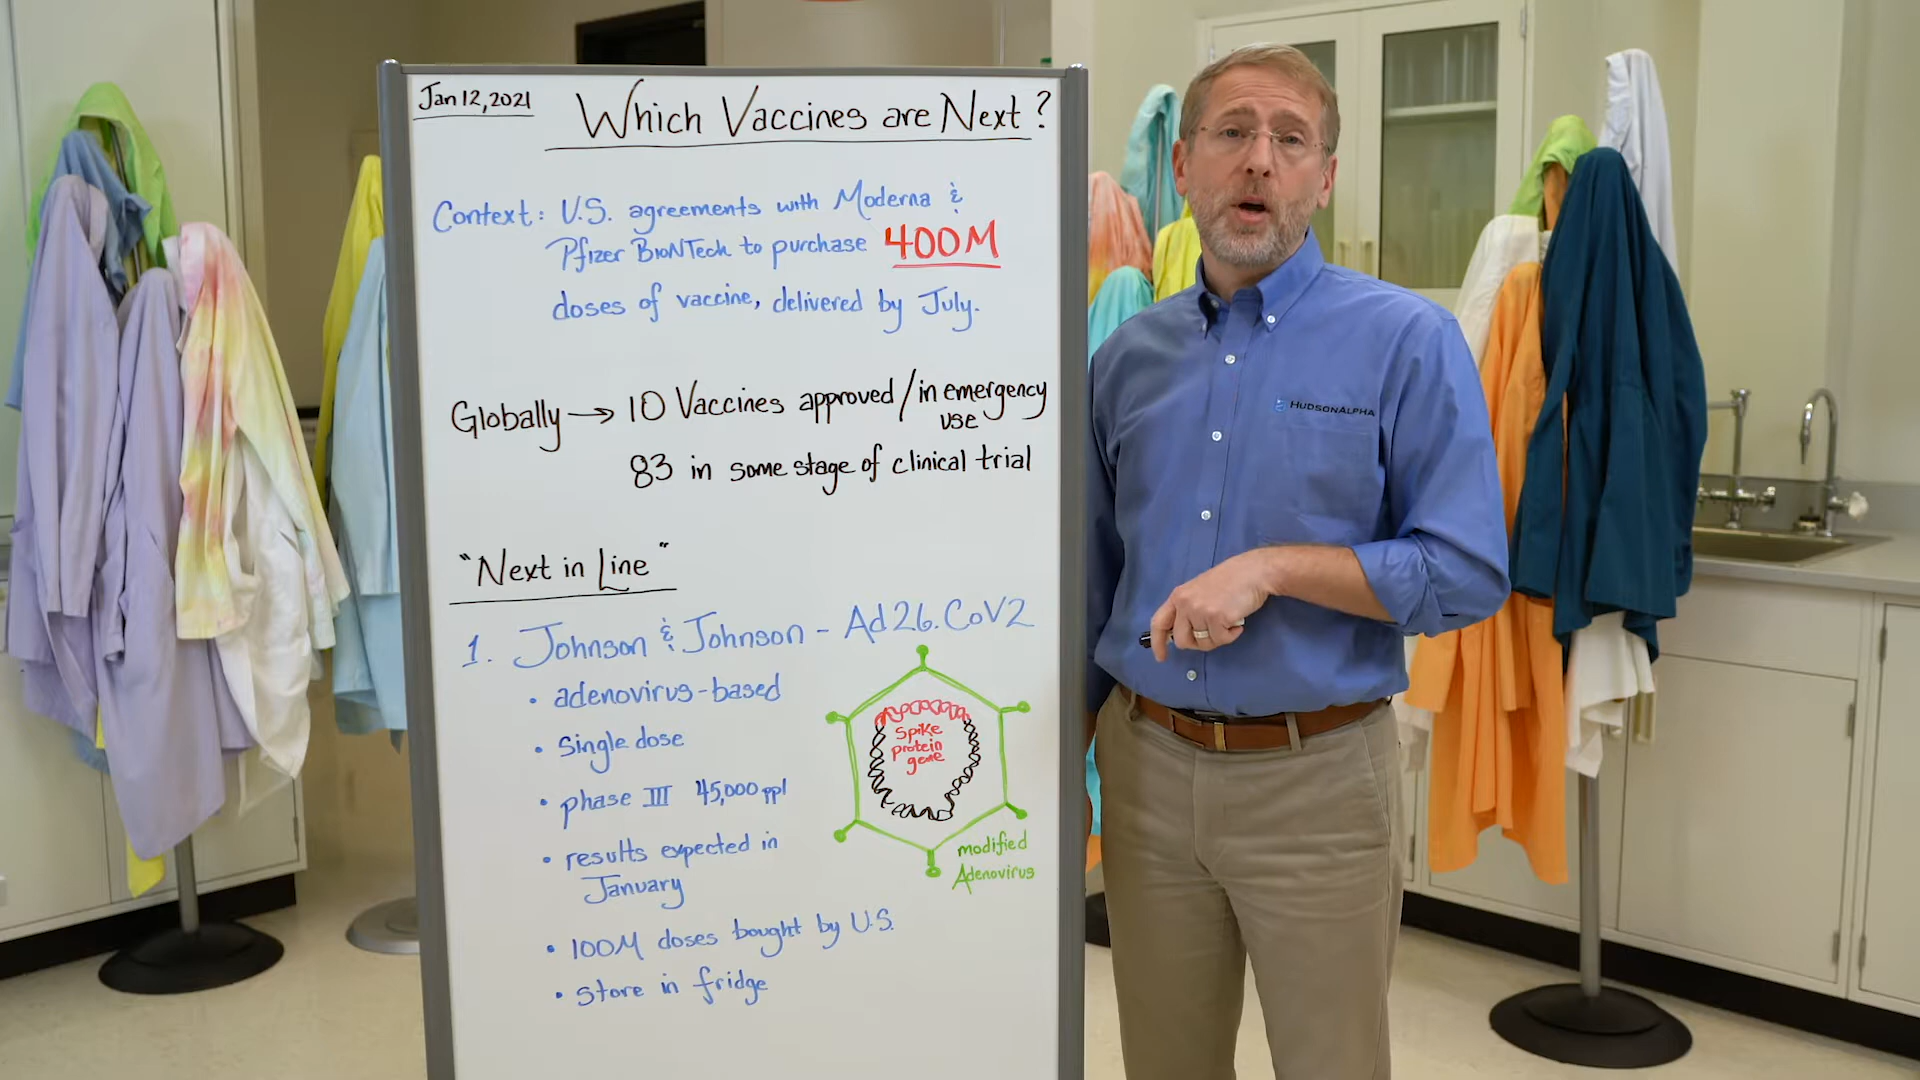 Jan 12, 2021
Which Vaccines are Next?
Context: U.S. agreements with Moderna &
Pfizer BioNTech to purchase 400M
doses of vaccine, delivered by July.
Globally → 10 Vaccines approved / in emergency
use
83 in some stage of clinical trial
"Next in Line"
1. Johnson & Johnson - Ad26.CoV2
• adenovirus-based
• single dose
• phase III 45,000 ppl
• results expected in
January
• 100M doses bought by U.S.
• store in fridge
spike
protein
gene
modified
Adenovirus
HUDSONALPHA